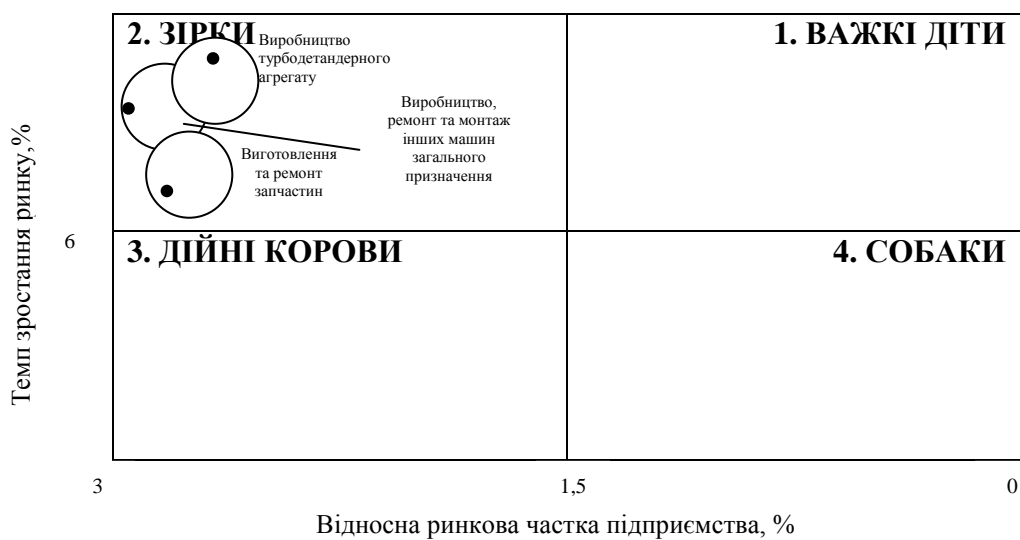 2. ЗІРКИ
1. ВАЖКІ ДІТИ
Виробництво
турбодетандерного
агрегату
Виробництво,
ремонт та монтаж
інших машин
загального
призначення
Виготовлення
та ремонт
запчастин
Темп зростання ринку,%
6
3. ДІЙНІ КОРОВИ
4. СОБАКИ
3
1,5
0
Відносна ринкова частка підприємства, %